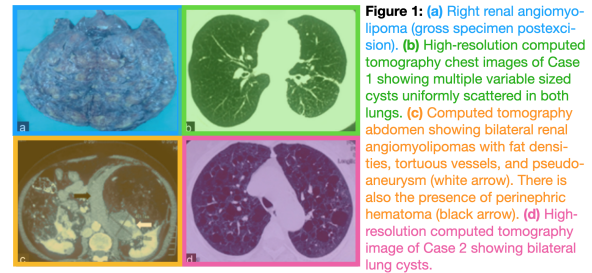 Figure 1: (a) Right renal angiomyo-
lipoma (gross specimen postexci-
sion). (b) High-resolution computed
tomography chest images of Case
1 showing multiple variable sized
cysts uniformly scattered in both
lungs. (c) Computed tomography
abdomen showing bilateral renal
angiomyolipomas with fat densi-
ties, tortuous vessels, and pseudo-
aneurysm (white arrow). There is
also the presence of perinephric
hematoma (black arrow). (d) High-
resolution computed tomography
image of Case 2 showing bilateral
lung cysts.
a
b
c
d